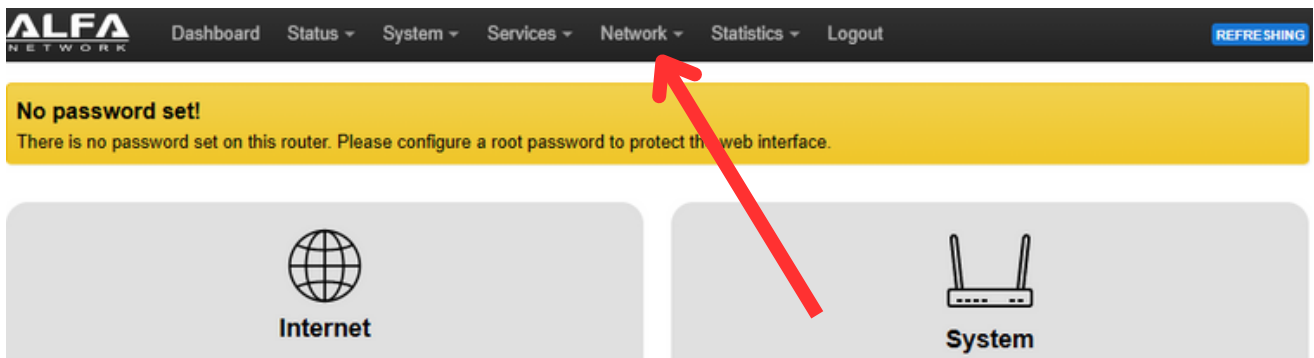 ALFA
NETWORK
Dashboard Status System Services Network Statistics Logout REFRESHING
No password set!
There is no password set on this router. Please configure a root password to protect the web interface.
Internet
System